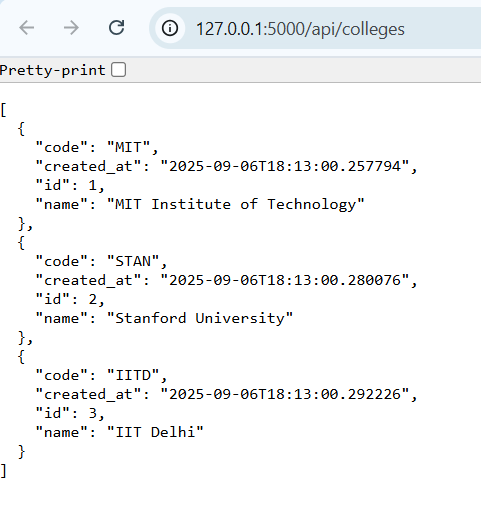 127.0.0.1:5000/api/colleges
Pretty-print
[
  {
    "code": "MIT",
    "created_at": "2025-09-06T18:13:00.257794",
    "id": 1,
    "name": "MIT Institute of Technology"
  },
  {
    "code": "STAN",
    "created_at": "2025-09-06T18:13:00.280076",
    "id": 2,
    "name": "Stanford University"
  },
  {
    "code": "IITD",
    "created_at": "2025-09-06T18:13:00.292226",
    "id": 3,
    "name": "IIT Delhi"
  }
]